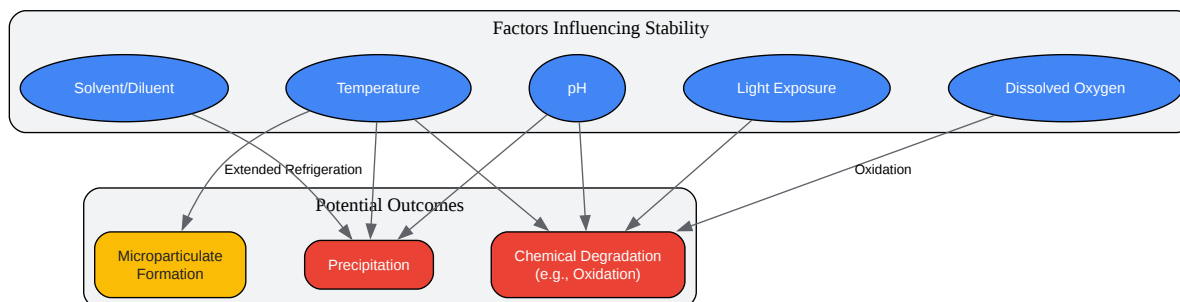 Factors Influencing Stability
Solvent/Diluent
Temperature
pH
Light Exposure
Dissolved Oxygen
Extended Refrigeration
Oxidation
Potential Outcomes
Microparticulate
Formation
Precipitation
Chemical Degradation
(e.g., Oxidation)